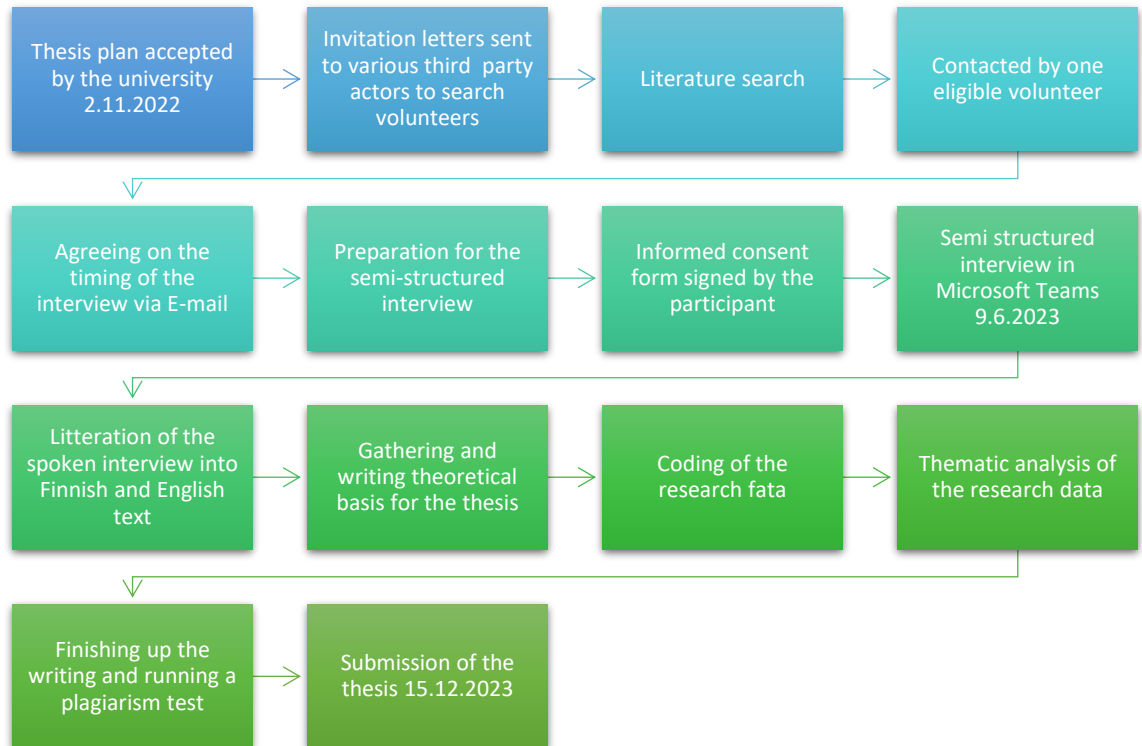 Thesis plan accepted
by the university
2.11.2022
Invitation letters sent
to various third party
actors to search
volunteers
Literature search
Contacted by one
eligible volunteer
Agreeing on the
timing of the
interview via E-mail
Preparation for the
semi-structured
interview
Informed consent
form signed by the
participant
Semi structured
interview in
Microsoft Teams
9.6.2023
Litteration of the
spoken interview into
Finnish and English
text
Gathering and
writing theoretical
basis for the thesis
Coding of the
research fata
Thematic analysis of
the research data
Finishing up the
writing and running a
plagiarism test
Submission of the
thesis 15.12.2023